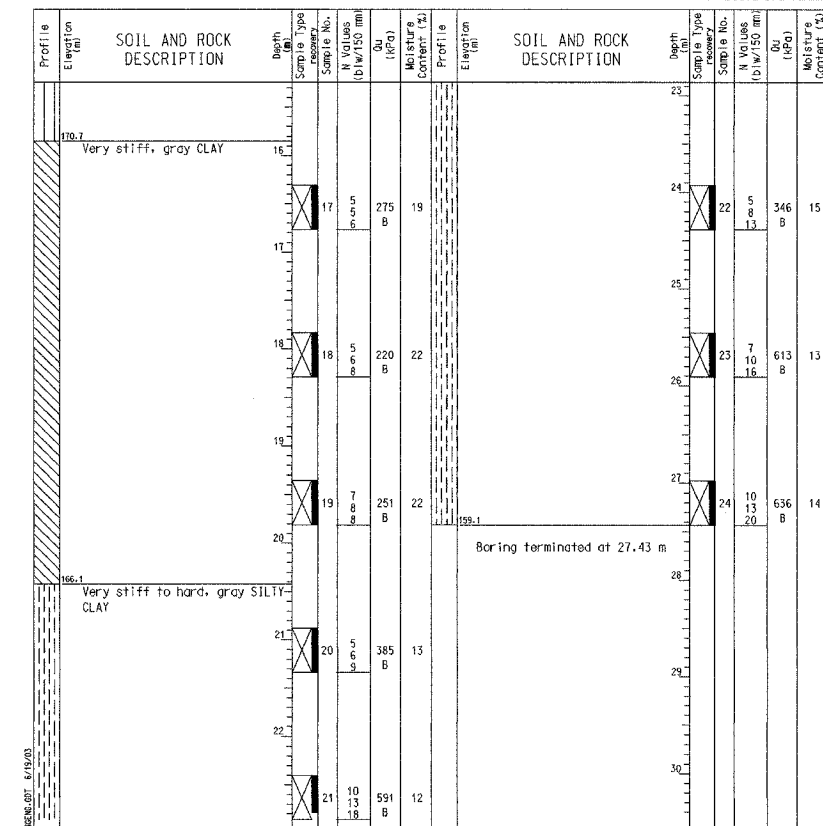 Profile
Elevation
(m)
SOIL AND ROCK
DESCRIPTION
Depth
(m)
Sample Type
recovery
Sample No.
N Values
(blw/150 mm)
Qu
(kPa)
Moisture
Content (%)
170.7
Very stiff, gray CLAY
16
17
5
5
6
275
B
19
17
18
18
5
6
8
220
B
22
19
19
7
8
8
251
B
22
20
166.1
Very stiff to hard, gray SILTY
CLAY
21
20
5
6
9
385
B
13
22
21
10
13
18
591
B
12
Profile
Elevation
(m)
SOIL AND ROCK
DESCRIPTION
Depth
(m)
Sample Type
recovery
Sample No.
N Values
(blw/150 mm)
Qu
(kPa)
Moisture
Content (%)
23
24
22
5
8
13
346
B
15
25
23
7
10
16
613
B
13
26
27
24
10
13
20
636
B
14
159.1
Boring terminated at 27.43 m
28
29
30
GEND.GDT 6/19/03